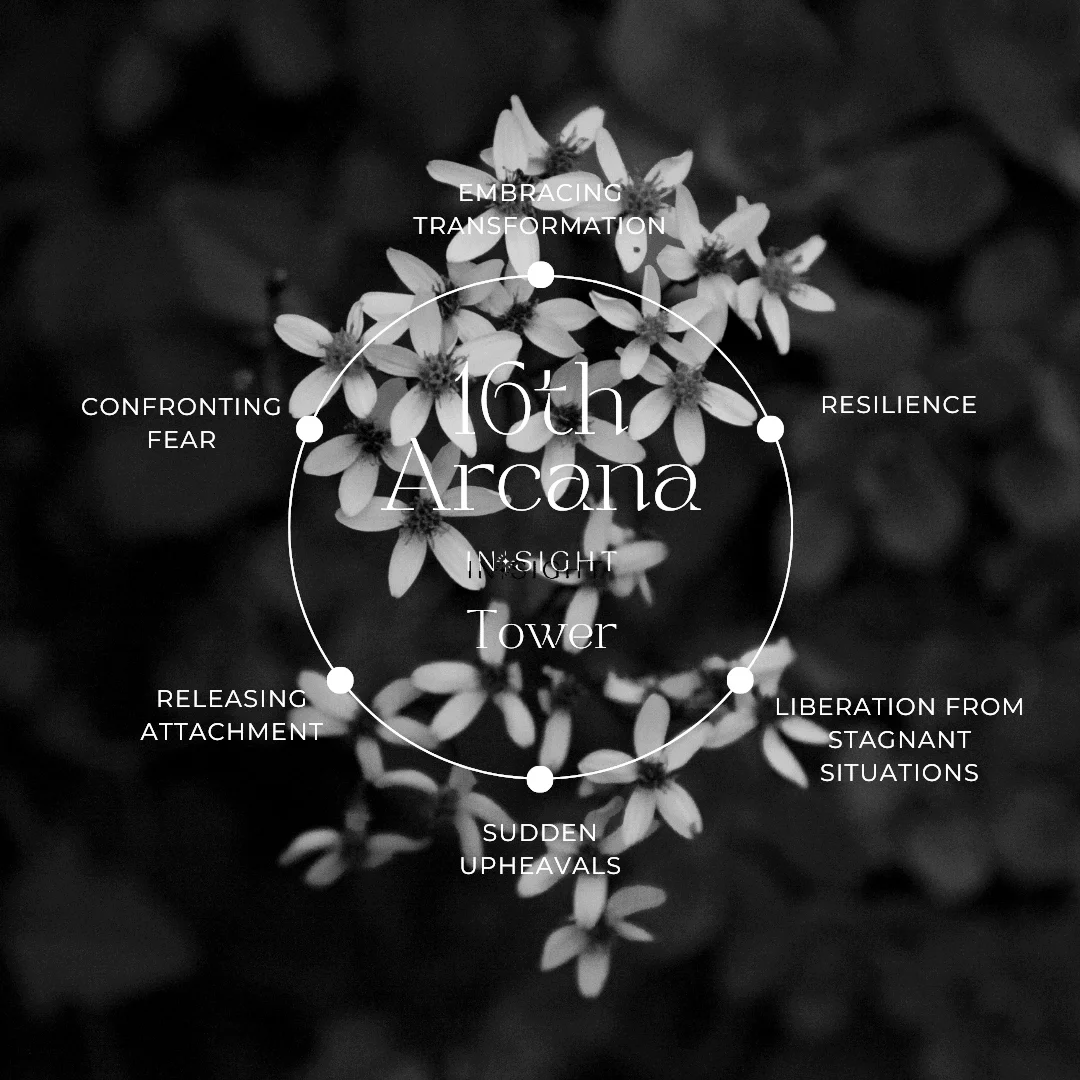 EMBRACING
TRANSFORMATION
CONFRONTING
FEAR
RESILIENCE
16th
Arcana
IN SIGHT
Tower
RELEASING
ATTACHMENT
LIBERATION FROM
STAGNANT
SITUATIONS
SUDDEN
UPHEAVALS